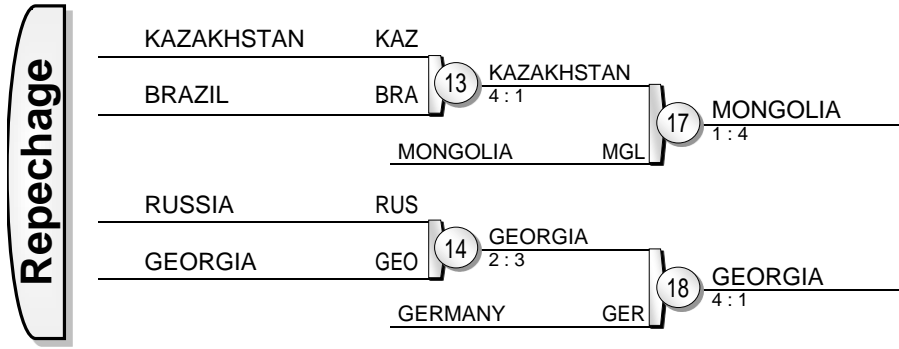 Repechage
KAZAKHSTAN KAZ
BRAZIL BRA
13
KAZAKHSTAN
4 : 1
MONGOLIA MGL
17
MONGOLIA
1 : 4
RUSSIA RUS
GEORGIA GEO
14
GEORGIA
2 : 3
GERMANY GER
18
GEORGIA
4 : 1